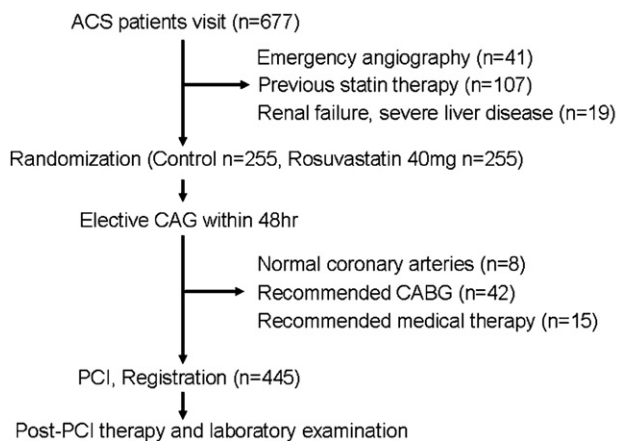 ACS patients visit (n=677)
Emergency angiography (n=41)
Previous statin therapy (n=107)
Renal failure, severe liver disease (n=19)
Randomization (Control n=255, Rosuvastatin 40mg n=255)
Elective CAG within 48hr
Normal coronary arteries (n=8)
Recommended CABG (n=42)
Recommended medical therapy (n=15)
PCI, Registration (n=445)
Post-PCI therapy and laboratory examination